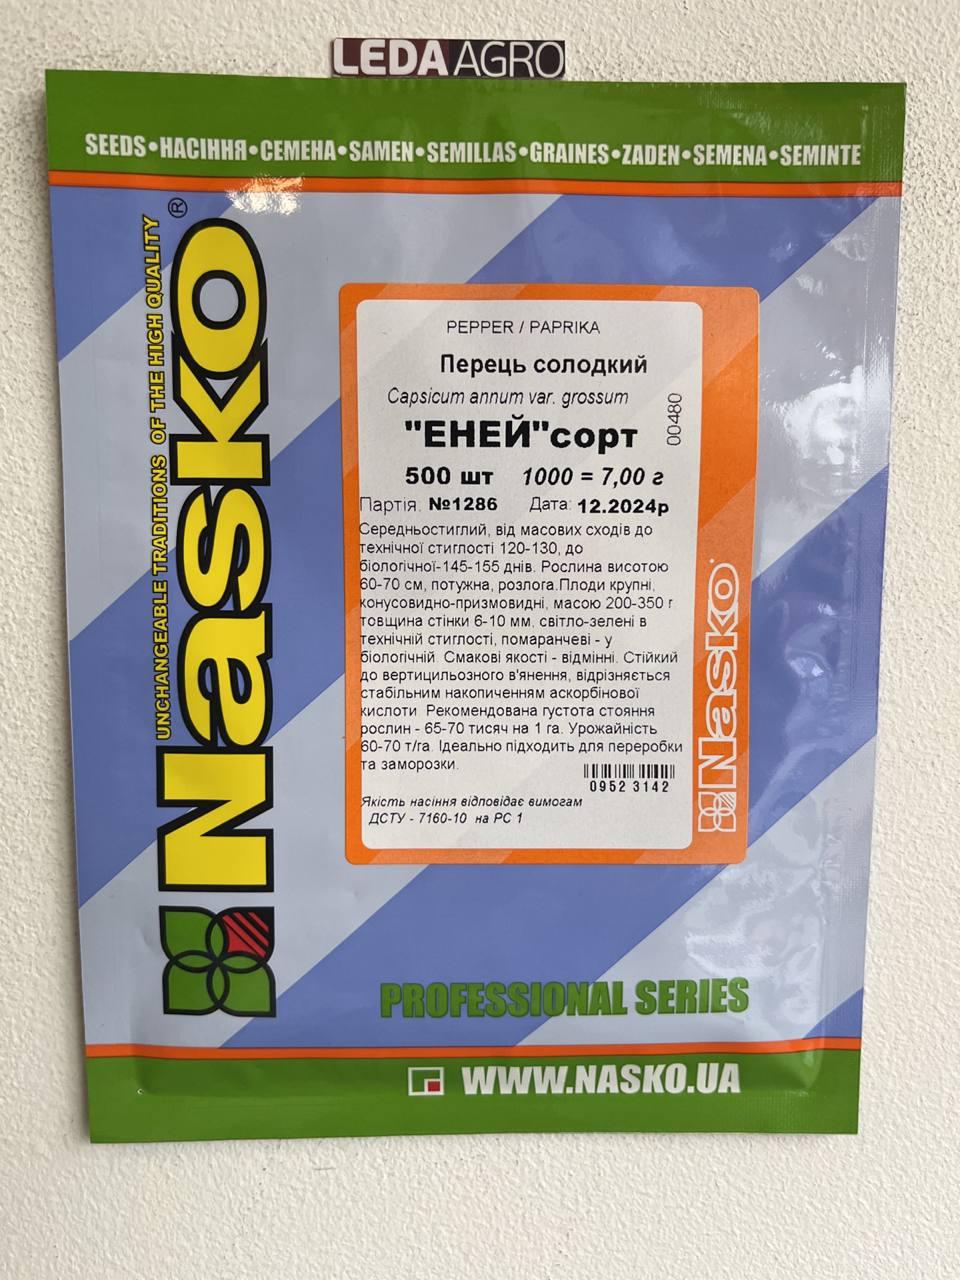 LEDAAGRO
SEEDS•НАСІННЯ•СЕМЕНА•SAMEN•SEMILLAS•GRAINES•ZADEN•SEMENA•SEMINTE
UNCHANGEABLE TRADITIONS OF THE HIGH QUALITY
Nasko®
PEPPER / PAPRIKA
Перець солодкий
Capsicum annum var. grossum
00480
"ЕНЕЙ"сорт
500 шт 1000 = 7,00 г
Партія: №1286 Дата: 12.2024р
Середньостиглий, від масових сходів до
технічної стиглості 120-130, до
біологічної-145-155 днів. Рослина висотою
60-70 см, потужна, розлога.Плоди крупні,
конусовидно-призмовидні, масою 200-350 г
товщина стінки 6-10 мм, світло-зелені в
технічній стиглості, помаранчеві - у
біологічній. Смакові якості - відмінні. Стійкий
до вертицильозного в'янення, відрізняється
стабільним накопиченням аскорбінової
кислоти. Рекомендована густота стояння
рослин - 65-70 тисяч на 1 га. Урожайність
60-70 т/га. Ідеально підходить для переробки
та заморозки.
0952 3142
Якість насіння відповідає вимогам
ДСТУ - 7160-10 на РС 1
Nasko
PROFESSIONAL SERIES
WWW.NASKO.UA